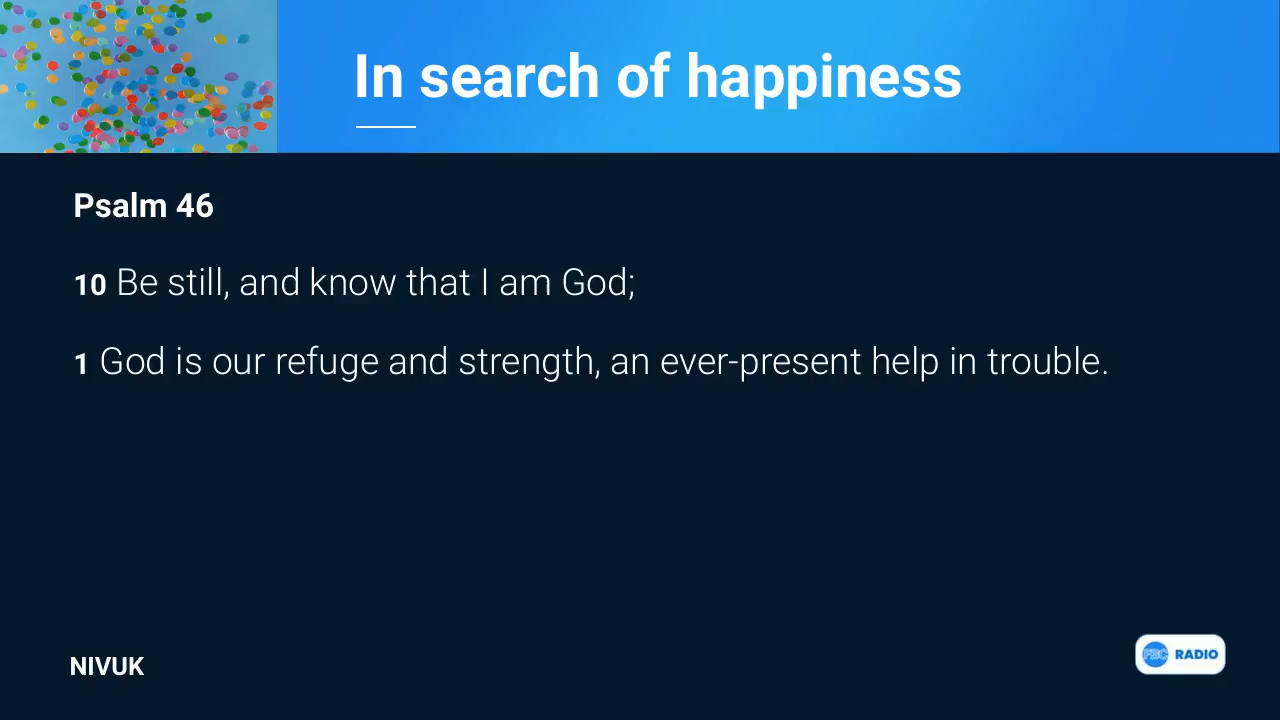 In search of happiness
Psalm 46
10 Be still, and know that I am God;
1 God is our refuge and strength, an ever-present help in trouble.
NIVUK
FBC RADIO